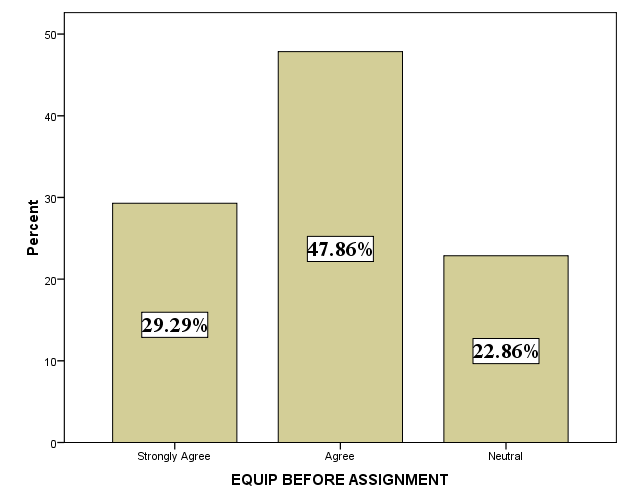 50
40
30
20
10
0
Percent
29.29%
47.86%
22.86%
Strongly Agree
Agree
Neutral
EQUIP BEFORE ASSIGNMENT